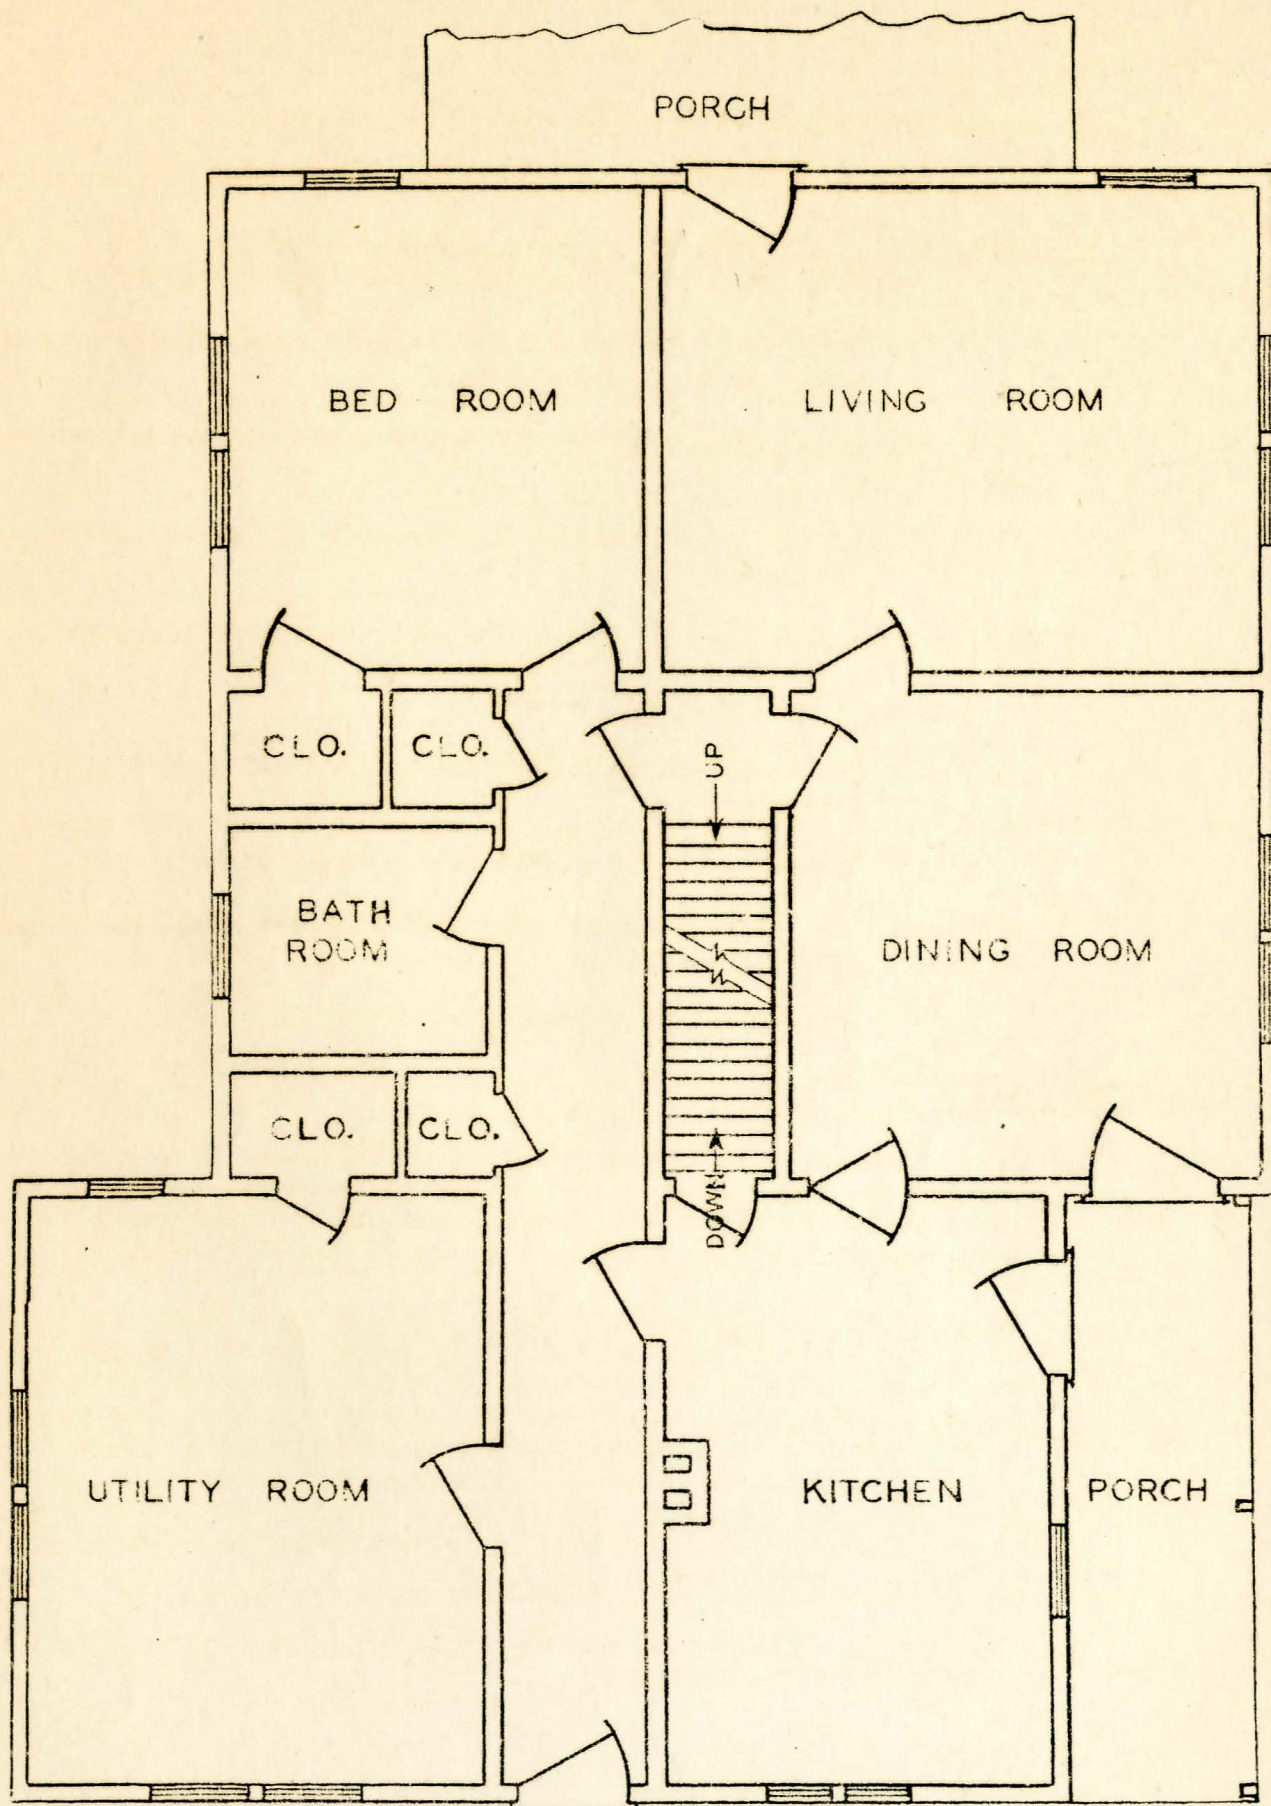 PORCH
BED ROOM
LIVING ROOM
CLO.
CLO.
UP
BATH
ROOM
DINING ROOM
CLO.
CLO.
DOWN
UTILITY ROOM
KITCHEN
PORCH